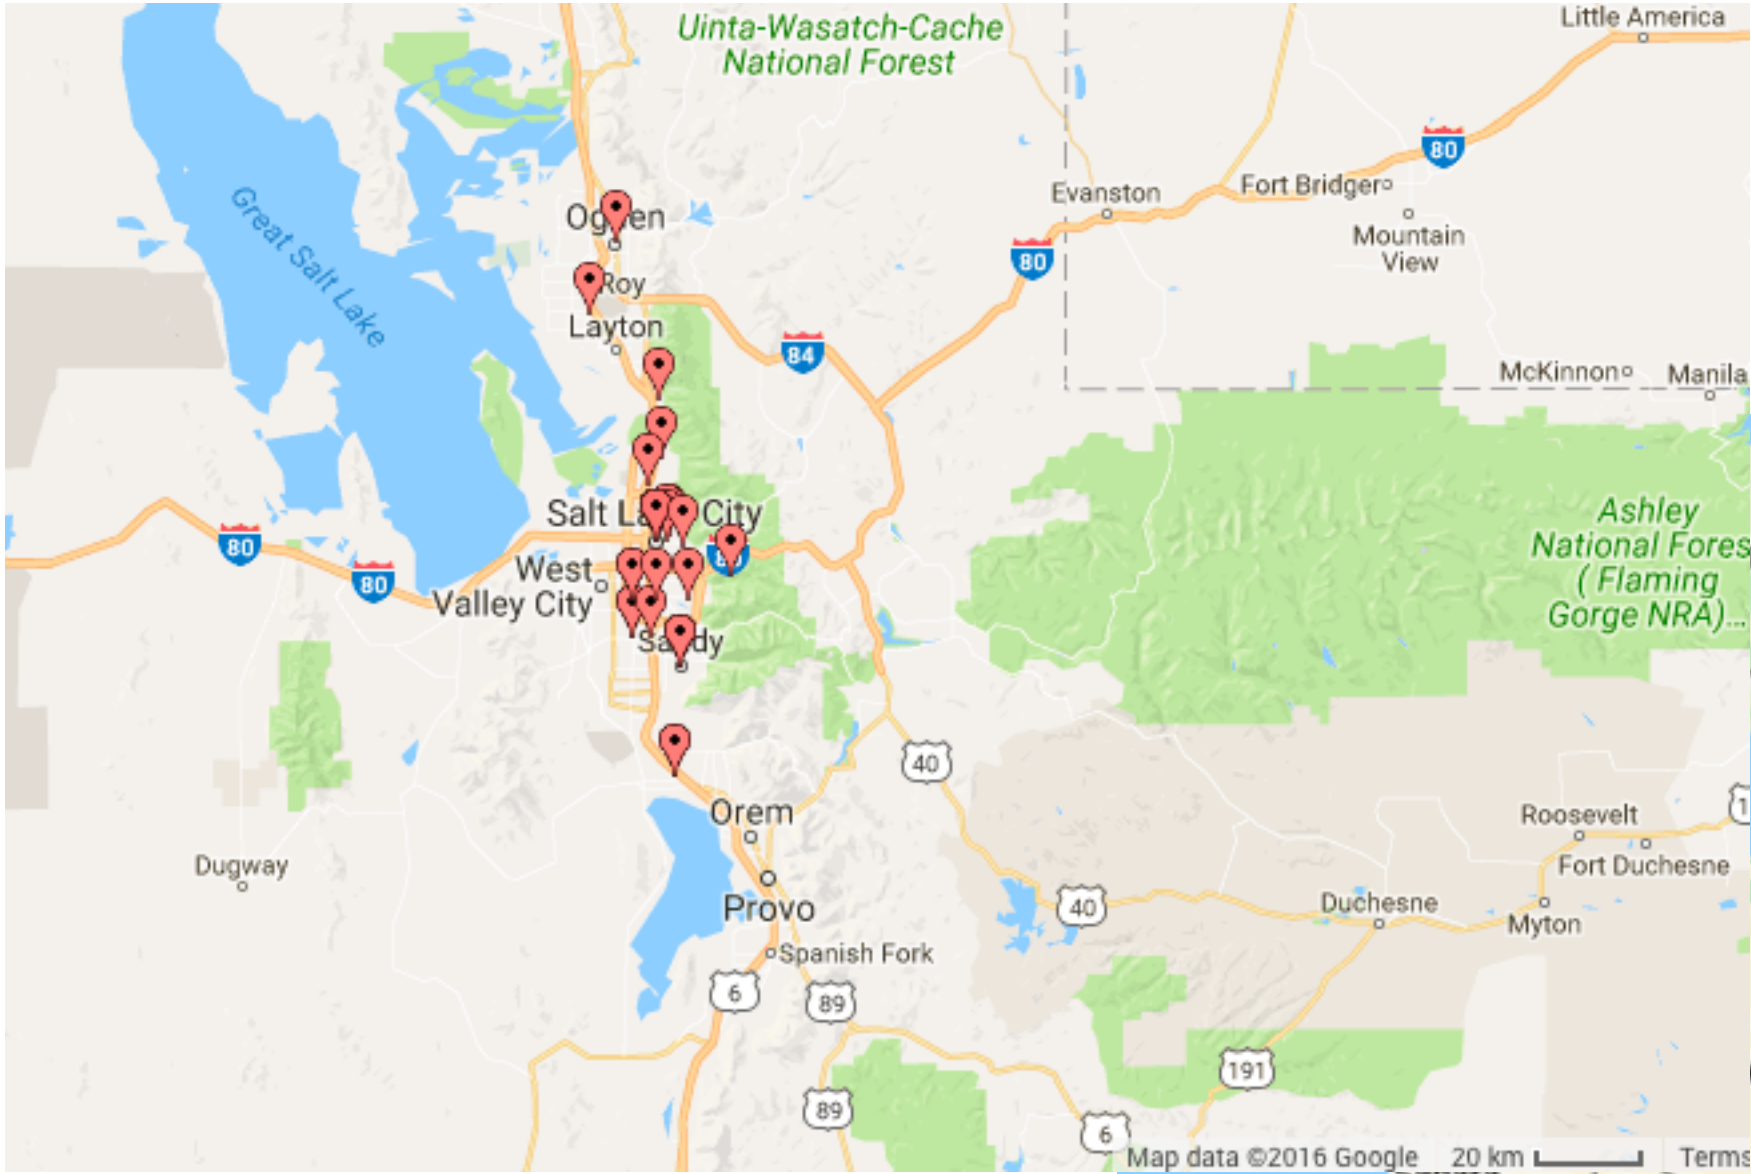 Uinta-Wasatch-Cache
National Forest
Little America
80
Fort Bridger
Evanston
Great Salt Lake
Ogden
Mountain
View
80
Roy
Layton
84
McKinnon
Manila
Salt Lake City
80
80
80
West
Valley City
Ashley
National Fores
( Flaming
Gorge NRA)...
Sandy
40
Orem
Roosevelt
1
Dugway
Fort Duchesne
Provo
40
Duchesne
Myton
Spanish Fork
6
89
191
89
6
Map data ©2016 Google
20 km
Terms